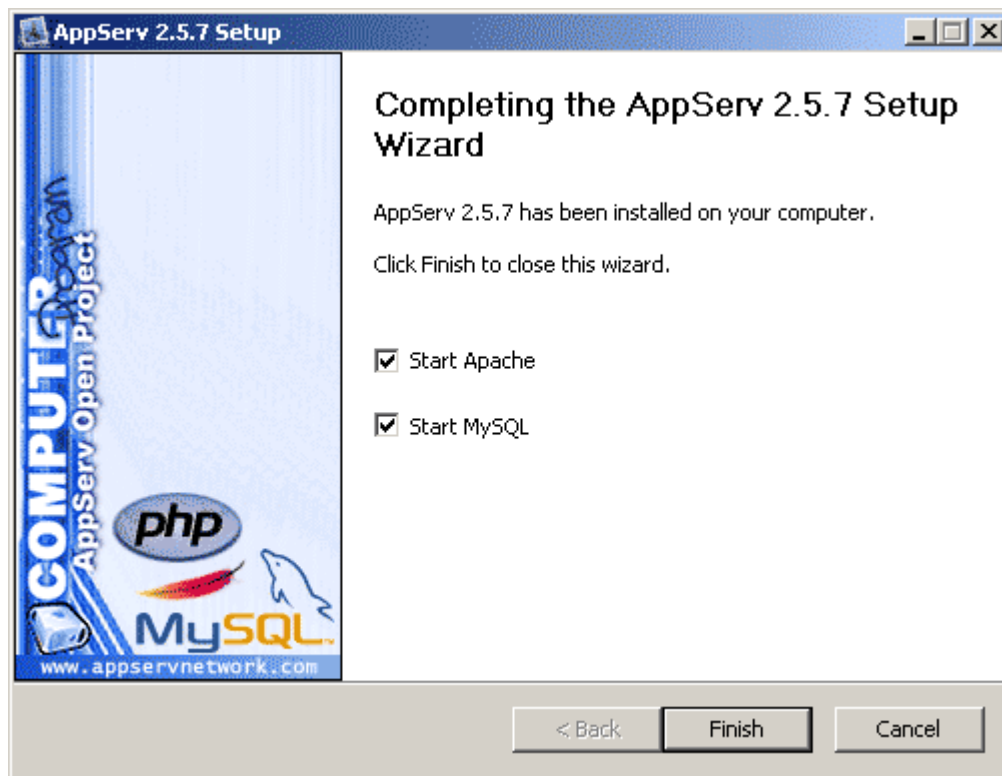 AppServ 2.5.7 Setup
COMPUTER
program
AppServ Open Project
php
MySQL
www.appservnetwork.com
Completing the AppServ 2.5.7 Setup
Wizard
AppServ 2.5.7 has been installed on your computer.
Click Finish to close this wizard.
Start Apache
Start MySQL
< Back
Finish
Cancel